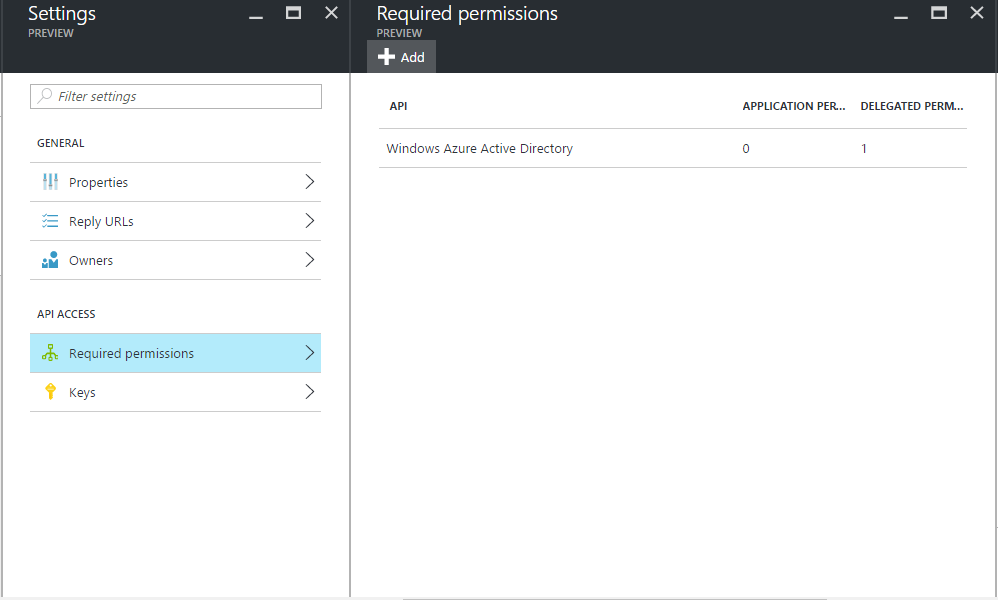 Settings
PREVIEW
Filter settings
GENERAL
Properties
Reply URLs
Owners
API ACCESS
Required permissions
Keys
Required permissions
PREVIEW
Add
API APPLICATION PER... DELEGATED PERM...
Windows Azure Active Directory 0 1